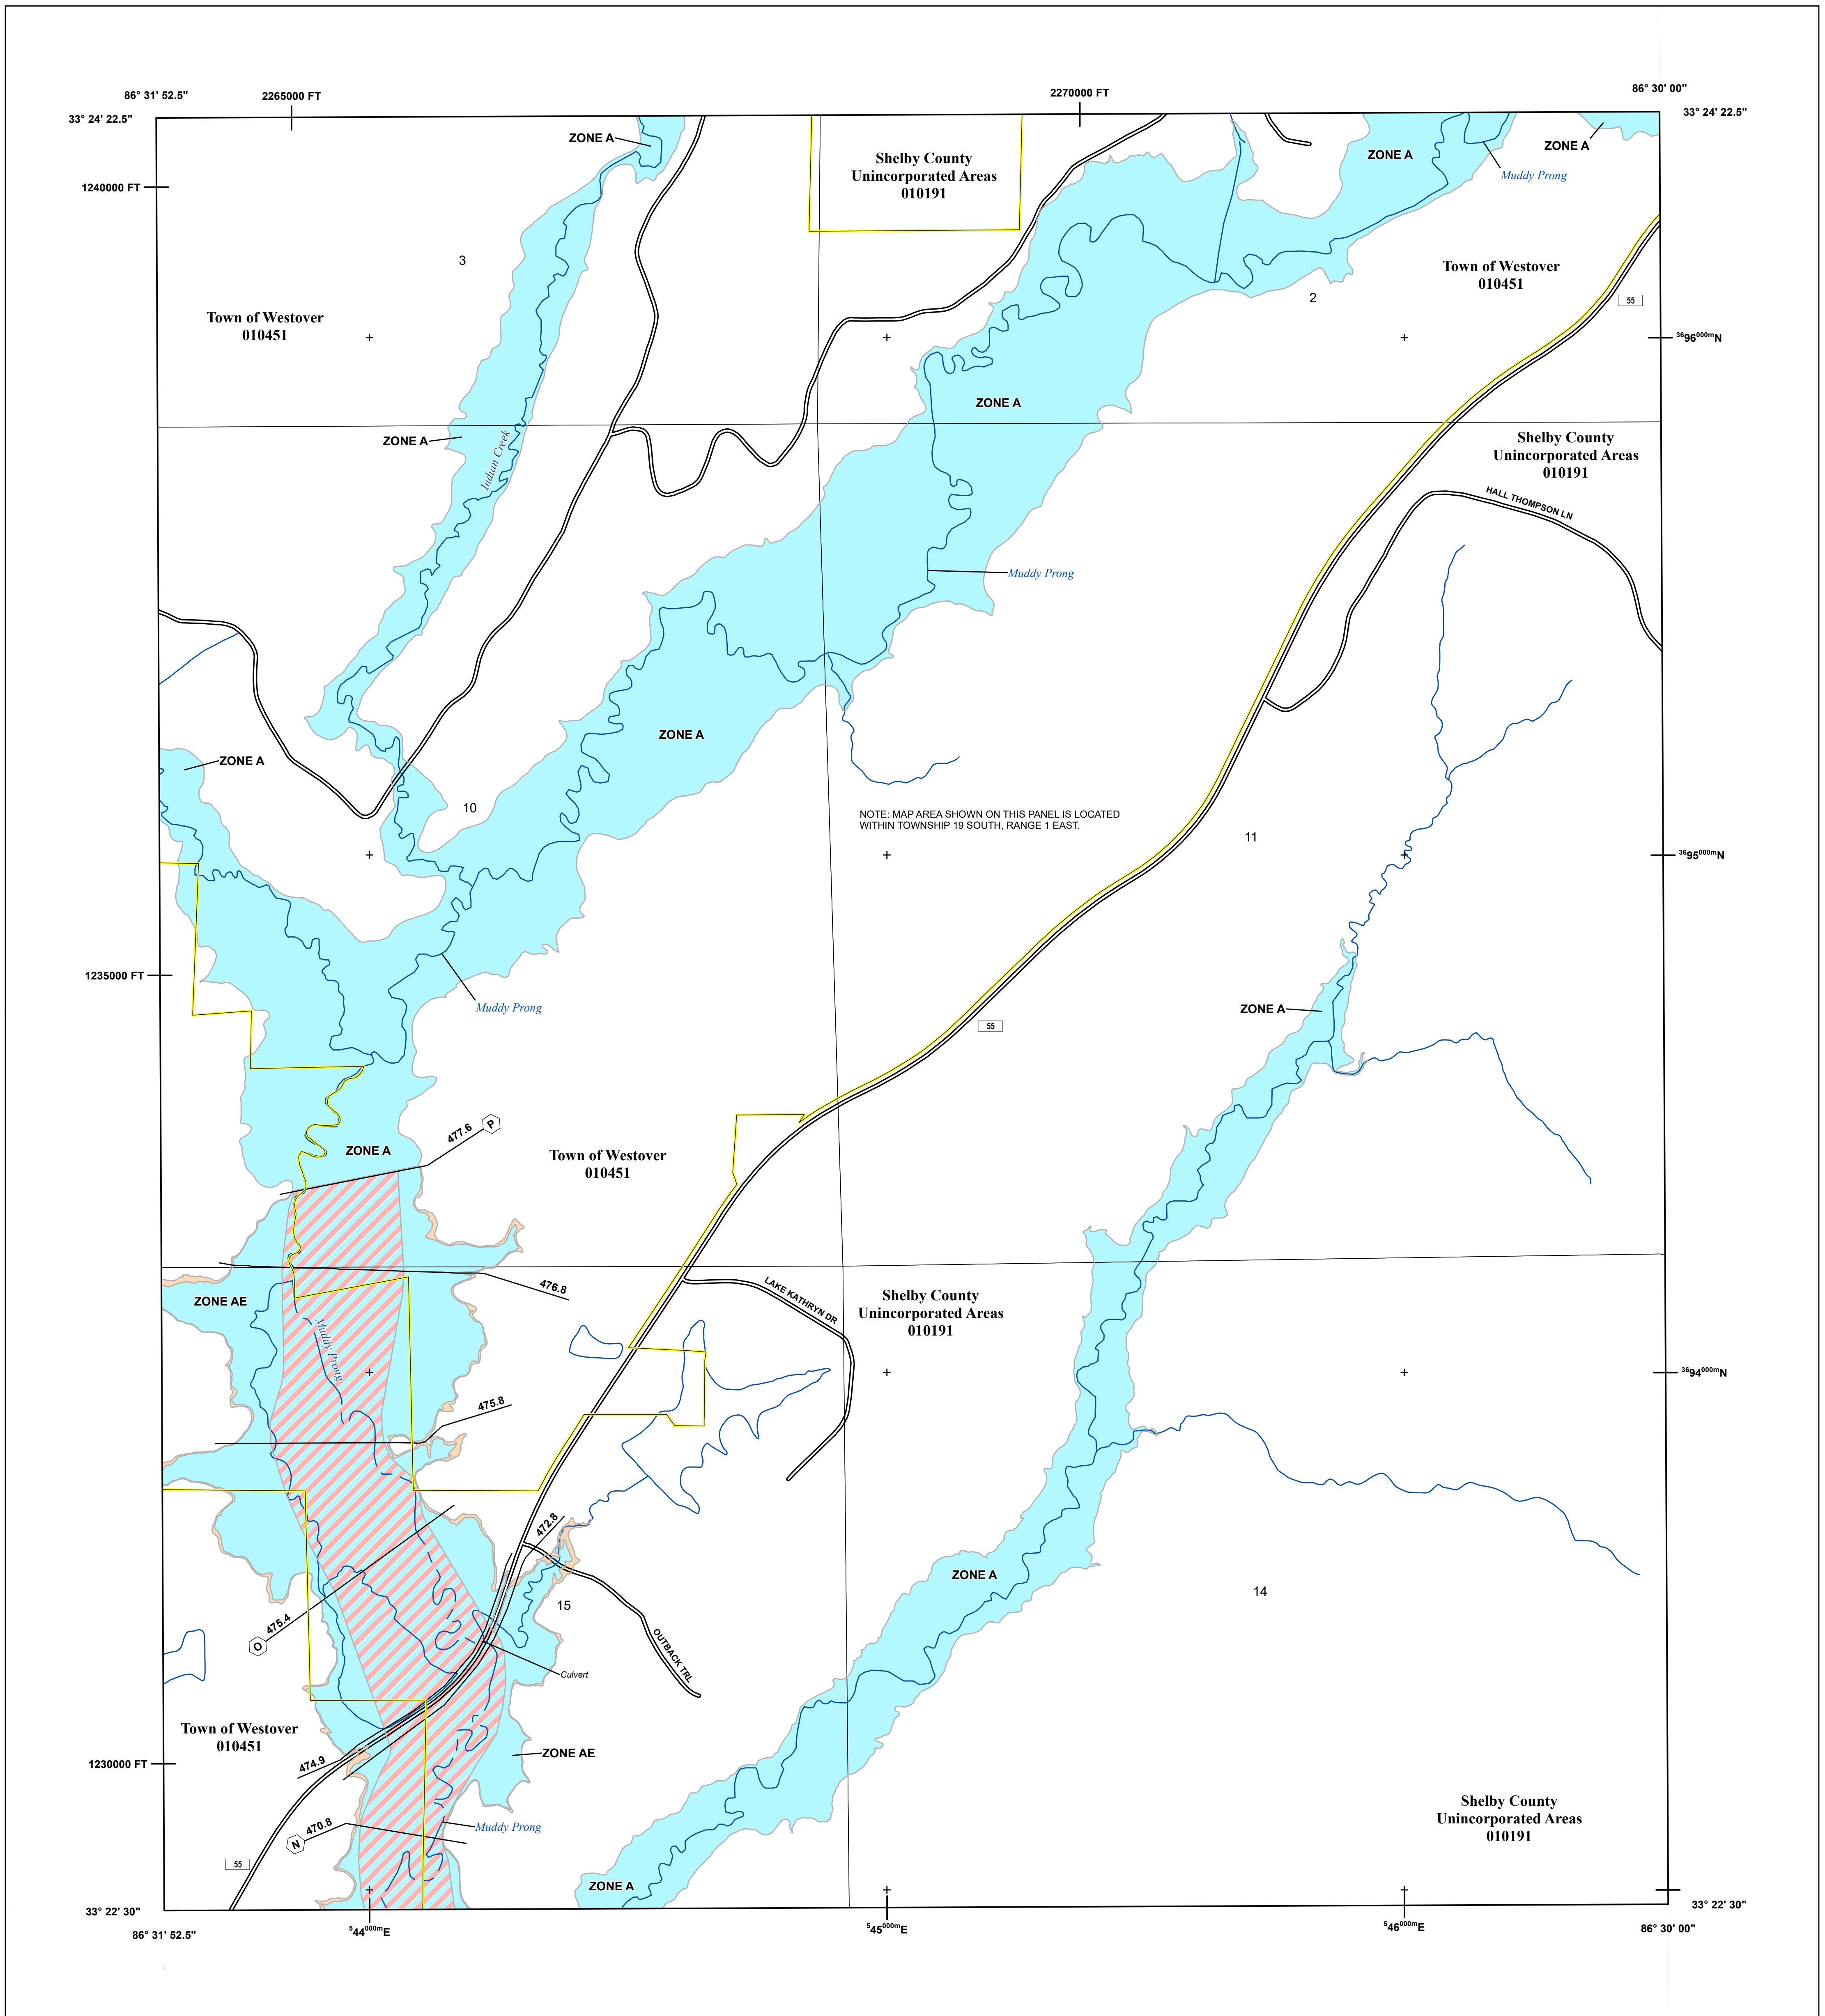 86° 31' 52.5"
2265000 FT
2270000 FT
86° 30' 00"
33° 24' 22.5"
33° 24' 22.5"
ZONE A
Shelby County
Unincorporated Areas
010191
ZONE A
ZONE A
Muddy Prong
1240000 FT
3
Town of Westover
010451
2
Town of Westover
010451
55
3696000mN
ZONE A
ZONE A
Indian Creek
Shelby County
Unincorporated Areas
010191
HALL THOMPSON LN
Muddy Prong
ZONE A
ZONE A
10
NOTE: MAP AREA SHOWN ON THIS PANEL IS LOCATED
WITHIN TOWNSHIP 19 SOUTH, RANGE 1 EAST.
11
3695000mN
1235000 FT
Muddy Prong
ZONE A
55
477.6
P
ZONE A
Town of Westover
010451
476.8
ZONE AE
LAKE KATHRYN DR
Shelby County
Unincorporated Areas
010191
Muddy Prong
3694000mN
475.8
472.8
ZONE A
14
15
475.4
O
OUTBACK TRL
Culvert
Town of Westover
010451
ZONE AE
474.9
1230000 FT
470.8
N
Muddy Prong
Shelby County
Unincorporated Areas
010191
55
ZONE A
33° 22' 30"
33° 22' 30"
86° 31' 52.5"
544000mE
545000mE
546000mE
86° 30' 00"